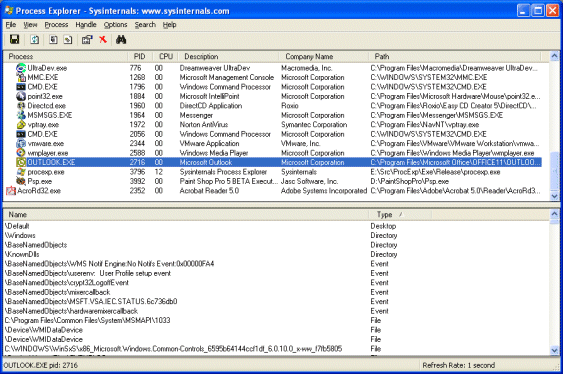 Process Explorer - Sysinternals: www.sysinternals.com
File View Process Handle Options Search Help
Process PID CPU Description Company Name Path
UltraDev.exe 776 00 Dreamweaver UltraDev Macromedia, Inc. C:\Program Files\Macromedia\Dreamweaver UltraDev...
MMC.EXE 1268 00 Microsoft Management Console Microsoft Corporation C:\WINDOWS\SYSTEM32\MMC.EXE
CMD.EXE 1796 00 Windows Command Processor Microsoft Corporation C:\WINDOWS\SYSTEM32\CMD.EXE
point32.exe 1884 00 Microsoft IntelliPoint Microsoft Corporation C:\Program Files\Microsoft Hardware\Mouse\point32.e...
Directcd.exe 1960 00 DirectCD Application Roxio C:\Program Files\Roxio\Easy CD Creator 5\DirectCD\...
MSMSGS.EXE 1964 00 Messenger Microsoft Corporation C:\Program Files\Messenger\MSMSGS.EXE
vptray.exe 1972 00 Norton AntiVirus Symantec Corporation C:\Program Files\NavNT\vptray.exe
CMD.EXE 2056 00 Windows Command Processor Microsoft Corporation C:\WINDOWS\SYSTEM32\CMD.EXE
vmware.exe 2344 00 VMware Application VMware, Inc. C:\Program Files\VMware\VMware Workstation\vmwa...
wmplayer.exe 2588 00 Windows Media Player Microsoft Corporation C:\Program Files\Windows Media Player\wmplayer.exe
OUTLOOK.EXE 2716 00 Microsoft Outlook Microsoft Corporation C:\Program Files\Microsoft Office\OFFICE11\OUTLOO...
procexp.exe 3796 12 Sysinternals Process Explorer Sysinternals E:\Src\ProcExp\Exe\Release\procexp.exe
Psp.exe 3992 00 Paint Shop Pro 5 BETA Execut... Jasc Software, Inc. C:\PaintShopPro\Psp.exe
AcroRd32.exe 2352 00 Acrobat Reader 5.0 Adobe Systems Incorporated C:\Program Files\Adobe\Acrobat 5.0\Reader\AcroRd3...
Name Type
\Default Desktop
\Windows Directory
\BaseNamedObjects Directory
\KnownDlls Directory
\BaseNamedObjects\WMS Notif Engine:No Notifs Event:0x00000FA4 Event
\BaseNamedObjects\userenv: User Profile setup event Event
\BaseNamedObjects\crypt32LogoffEvent Event
\BaseNamedObjects\mixercallback Event
\BaseNamedObjects\MSFT.VSA.IEC.STATUS.6c736db0 Event
\BaseNamedObjects\hardwaremixercallback Event
C:\Program Files\Common Files\System\MSMAPI\1033 File
\Device\WMIDataDevice File
\Device\WMIDataDevice File
C:\WINDOWS\WinSxS\x86_Microsoft.Windows.Common-Controls_6595b64144ccf1df_6.0.10.0_x-ww_f7fb5805 File
OUTLOOK.EXE pid: 2716 Refresh Rate: 1 second